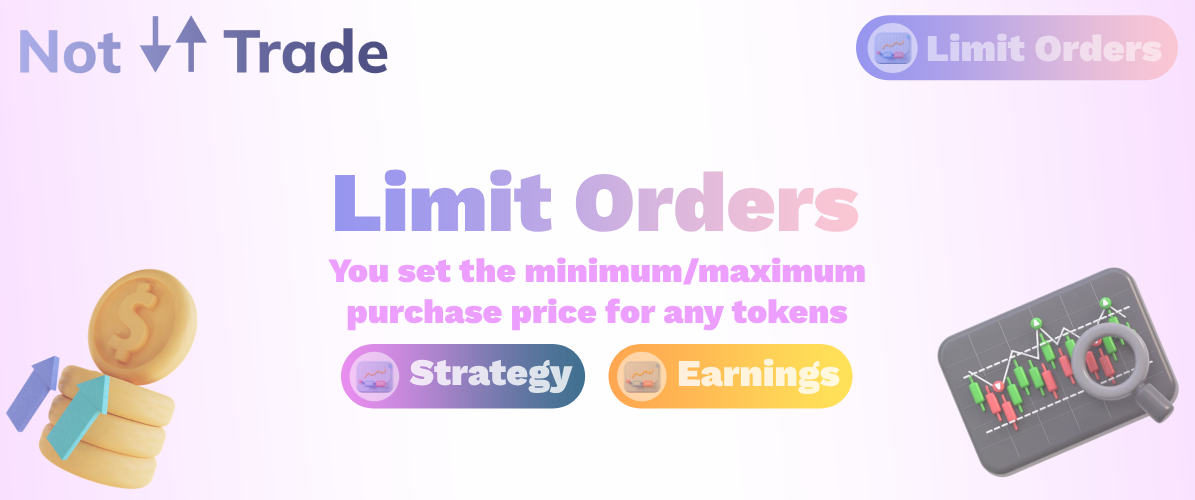 Not Trade
Limit Orders
Limit Orders
You set the minimum/maximum
purchase price for any tokens
Strategy
Earnings